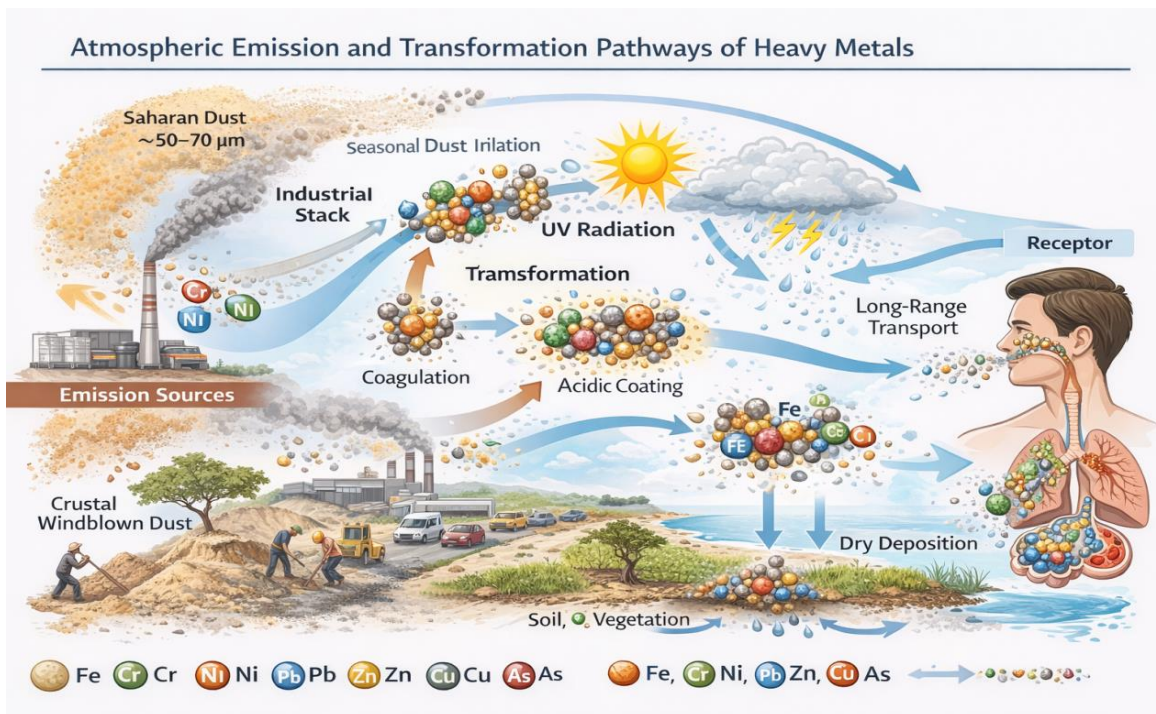 Atmospheric Emission and Transformation Pathways of Heavy Metals
Saharan Dust
~50–70 μm
Seasonal Dust Irilation
Industrial
Stack
UV Radiation
Receptor
Cr
NI
NI
Tramsformation
Long-Range
Transport
Coagulation
Acidic Coating
Emission Sources
Fe
FE
C1
Crustal
Windblown Dust
Dry Deposition
Soil, Vegetation
Fe Cr Cr NI Ni Pb Pb Zn Zn Cu Cu As As
Fe, Cr Ni, Pb Zn, Cu As